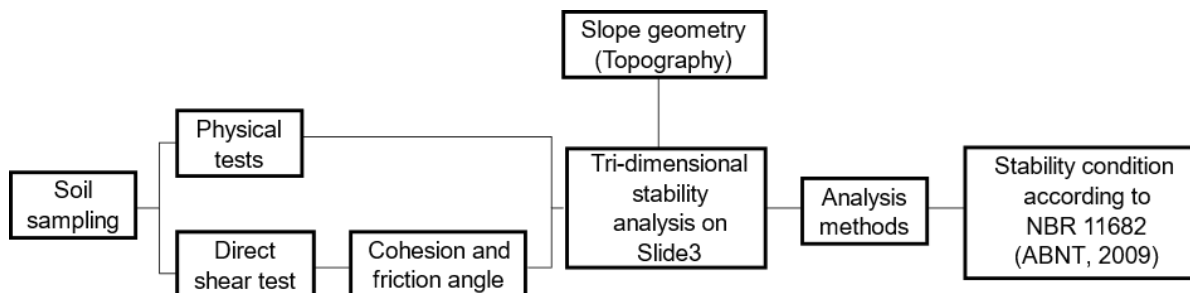 Slope geometry
(Topography)
Physical
tests
Soil
sampling
Direct
shear test
Cohesion and
friction angle
Tri-dimensional
stability
analysis on
Slide3
Analysis
methods
Stability condition
according to
NBR 11682
(ABNT, 2009)